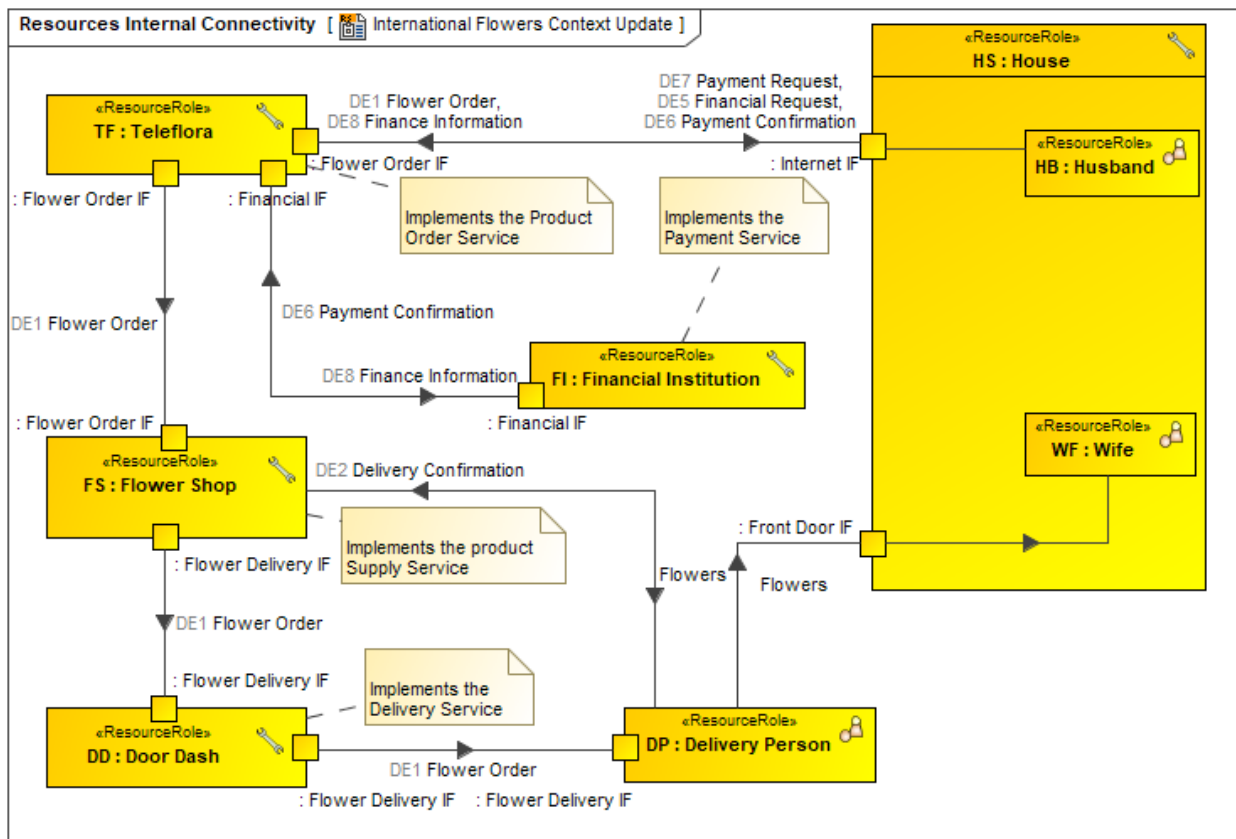 Resources Internal Connectivity [ International Flowers Context Update ]
«ResourceRole»
HS : House
«ResourceRole»
TF : Teleflora
DE1 Flower Order,
DE8 Finance Information
DE7 Payment Request,
DE5 Financial Request,
DE6 Payment Confirmation
: Flower Order IF
: Internet IF
«ResourceRole»
HB : Husband
: Flower Order IF
: Financial IF
Implements the Product
Order Service
Implements the
Payment Service
DE1 Flower Order
DE6 Payment Confirmation
«ResourceRole»
FI : Financial Institution
DE8 Finance Information
: Financial IF
: Flower Order IF
«ResourceRole»
FS : Flower Shop
DE2 Delivery Confirmation
«ResourceRole»
WF : Wife
: Flower Delivery IF
Implements the product
Supply Service
: Front Door IF
Flowers
Flowers
DE1 Flower Order
: Flower Delivery IF
Implements the
Delivery Service
«ResourceRole»
DD : Door Dash
«ResourceRole»
DP : Delivery Person
DE1 Flower Order
: Flower Delivery IF
: Flower Delivery IF